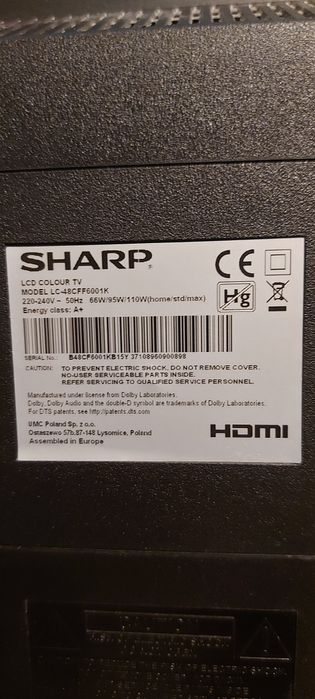 SHARP
LCD COLOUR TV
MODEL LC-48CFF6001K
220-240V ~ 50Hz 66W/95W/110W(home/std/max)
Energy class: A+
CE
Hg
SERIAL No.: B48CF6001KB15Y 37108960900898
CAUTION: TO PREVENT ELECTRIC SHOCK, DO NOT REMOVE COVER.
NO-USER SERVICEABLE PARTS INSIDE.
REFER SERVICING TO QUALIFIED SERVICE PERSONNEL.
Manufactured under license from Dolby Laboratories.
Dolby, Dolby Audio and the double-D symbol are trademarks of Dolby Laboratories.
For DTS patents, see http://patents.dts.com
UMC Poland Sp. z o.o.
Ostaszewo 57b,87-148 Lysomice, Poland
Assembled in Europe
HDMI